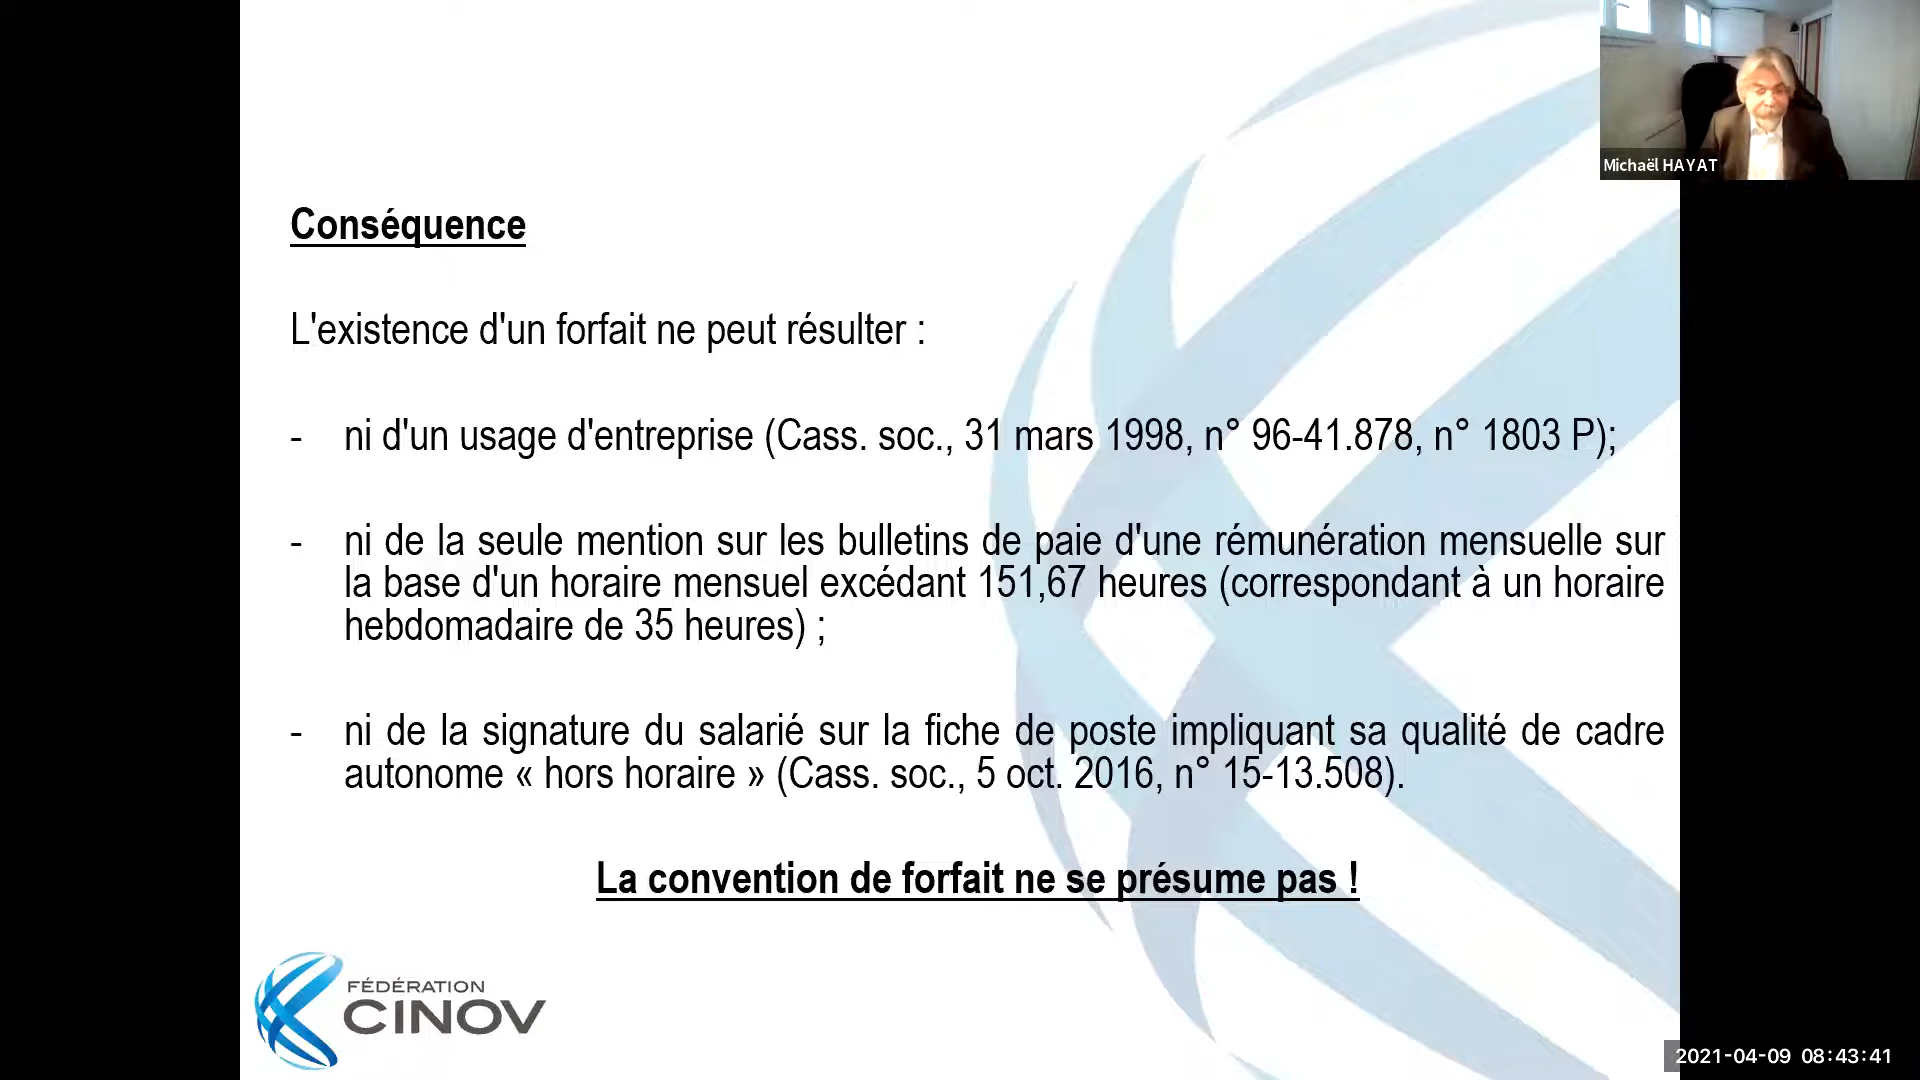 Michaël HAYAT
Conséquence
L'existence d'un forfait ne peut résulter :
- ni d'un usage d'entreprise (Cass. soc., 31 mars 1998, n° 96-41.878, n° 1803 P);
- ni de la seule mention sur les bulletins de paie d'une rémunération mensuelle sur
la base d'un horaire mensuel excédant 151,67 heures (correspondant à un horaire
hebdomadaire de 35 heures) ;
- ni de la signature du salarié sur la fiche de poste impliquant sa qualité de cadre
autonome « hors horaire » (Cass. soc., 5 oct. 2016, n° 15-13.508).
La convention de forfait ne se présume pas !
FÉDÉRATION
CINOV
2021-04-09 08:43:41